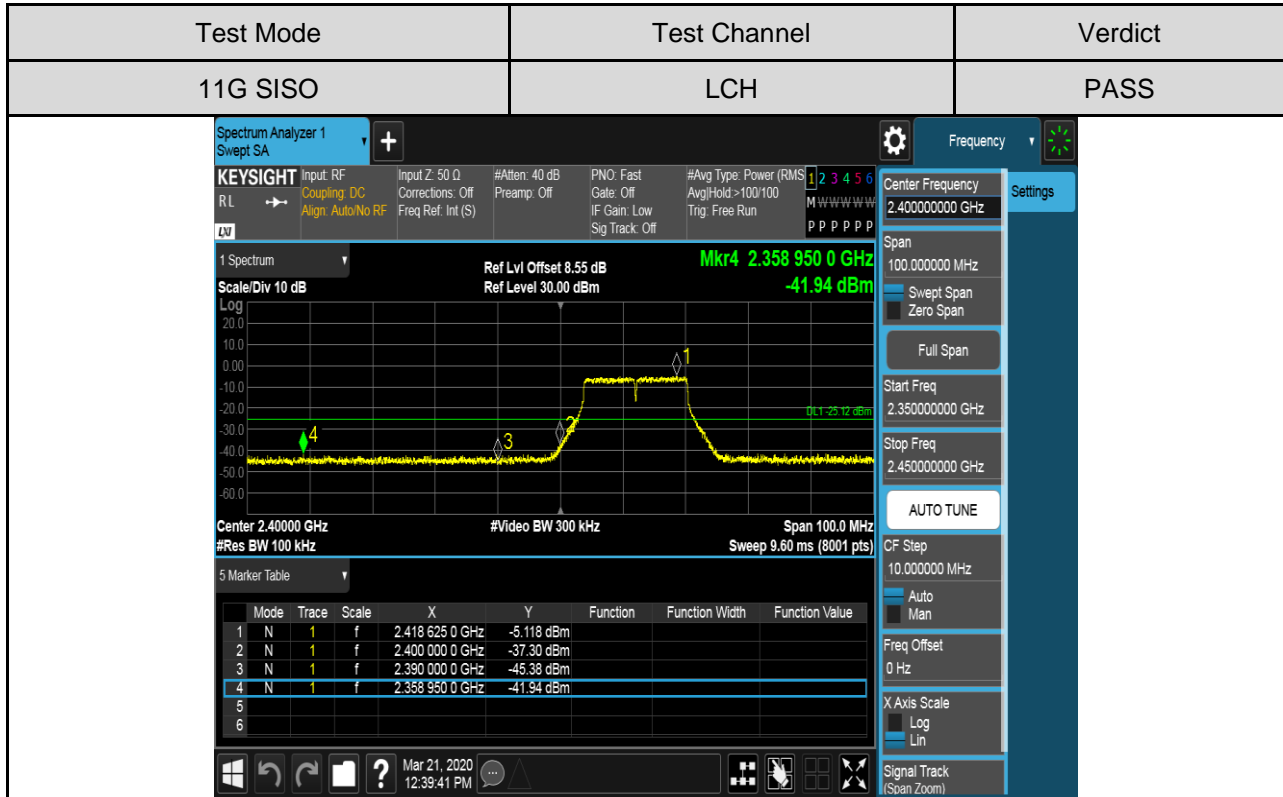 Test Mode Test Channel Verdict
11G SISO LCH PASS
Spectrum Analyzer 1
Swept SA
+
Frequency
KEYSIGHT Input: RF Input Z: 50 Ω #Atten: 40 dB PNO: Fast #Avg Type: Power (RMS 1 2 3 4 5 6
RL Coupling: DC Corrections: Off Preamp: Off Gate: Off Avg|Hold:>100/100 M W W W W W
Align: Auto/No RF Freq Ref: Int (S) IF Gain: Low Trig: Free Run
LXI Sig Track: Off P P P P P P
1 Spectrum Ref Lvl Offset 8.55 dB Mkr4 2.358 950 0 GHz
Scale/Div 10 dB Ref Level 30.00 dBm -41.94 dBm
Log
20.0
10.0
0.00
-10.0
-20.0
-30.0
-40.0
-50.0
-60.0
1
DL1 -25.12 dBm
2
3
4
Center 2.40000 GHz #Video BW 300 kHz Span 100.0 MHz
#Res BW 100 kHz Sweep 9.60 ms (8001 pts)
5 Marker Table
Mode Trace Scale X Y Function Function Width Function Value
1 N 1 f 2.418 625 0 GHz -5.118 dBm
2 N 1 f 2.400 000 0 GHz -37.30 dBm
3 N 1 f 2.390 000 0 GHz -45.38 dBm
4 N 1 f 2.358 950 0 GHz -41.94 dBm
5
6
?
Mar 21, 2020
12:39:41 PM
Center Frequency
2.400000000 GHz
Settings
Span
100.000000 MHz
Swept Span
Zero Span
Full Span
Start Freq
2.350000000 GHz
Stop Freq
2.450000000 GHz
AUTO TUNE
CF Step
10.000000 MHz
Auto
Man
Freq Offset
0 Hz
X Axis Scale
Log
Lin
Signal Track
(Span Zoom)